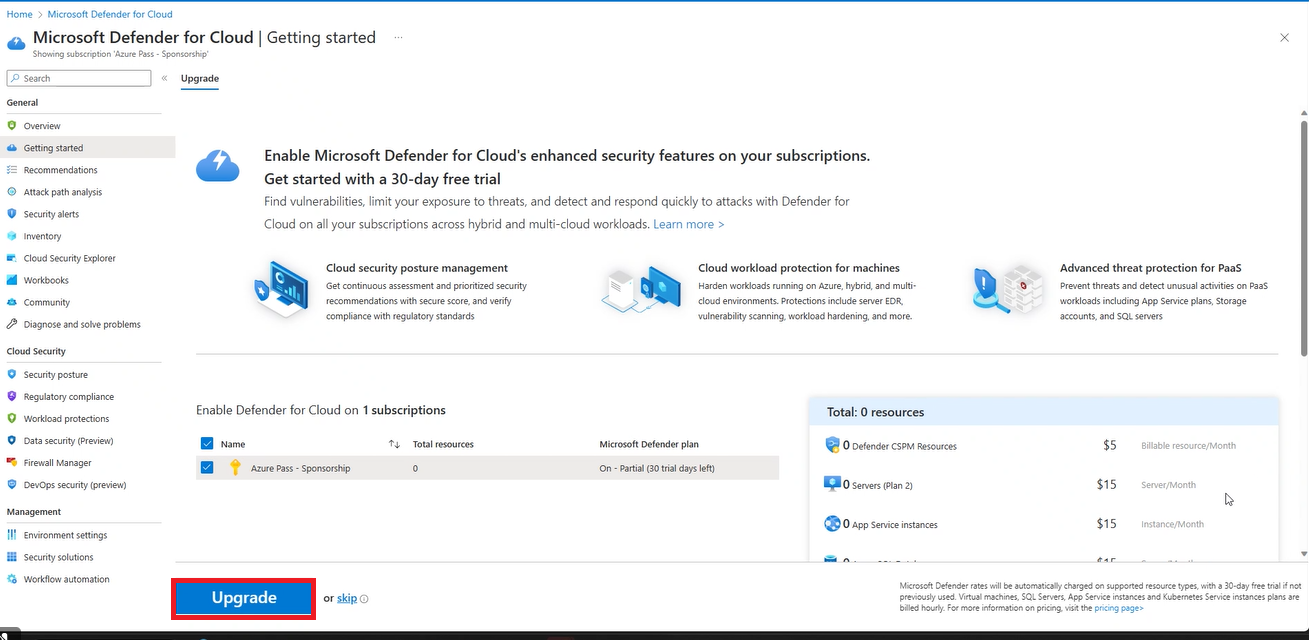 Home > Microsoft Defender for Cloud
Microsoft Defender for Cloud | Getting started ...
Showing subscription 'Azure Pass - Sponsorship'
Search
«
Upgrade
General
Overview
Getting started
Recommendations
Attack path analysis
Security alerts
Inventory
Cloud Security Explorer
Workbooks
Community
Diagnose and solve problems
Cloud Security
Security posture
Regulatory compliance
Workload protections
Data security (Preview)
Firewall Manager
DevOps security (preview)
Management
Environment settings
Security solutions
Workflow automation
Enable Microsoft Defender for Cloud's enhanced security features on your subscriptions.
Get started with a 30-day free trial
Find vulnerabilities, limit your exposure to threats, and detect and respond quickly to attacks with Defender for
Cloud on all your subscriptions across hybrid and multi-cloud workloads. Learn more >
Cloud security posture management
Get continuous assessment and prioritized security
recommendations with secure score, and verify
compliance with regulatory standards
Cloud workload protection for machines
Harden workloads running on Azure, hybrid, and multi-
cloud environments. Protections include server EDR,
vulnerability scanning, workload hardening, and more.
Advanced threat protection for PaaS
Prevent threats and detect unusual activities on PaaS
workloads including App Service plans, Storage
accounts, and SQL servers
Enable Defender for Cloud on 1 subscriptions
Name ↑↓ Total resources Microsoft Defender plan
Azure Pass - Sponsorship 0 On - Partial (30 trial days left)
Total: 0 resources
0 Defender CSPM Resources $5 Billable resource/Month
0 Servers (Plan 2) $15 Server/Month
0 App Service instances $15 Instance/Month
Upgrade or skip
Microsoft Defender rates will be automatically charged on supported resource types, with a 30-day free trial if not
previously used. Virtual machines, SQL Servers, App Service instances and Kubernetes Service instances plans are
billed hourly. For more information on pricing, visit the pricing page>